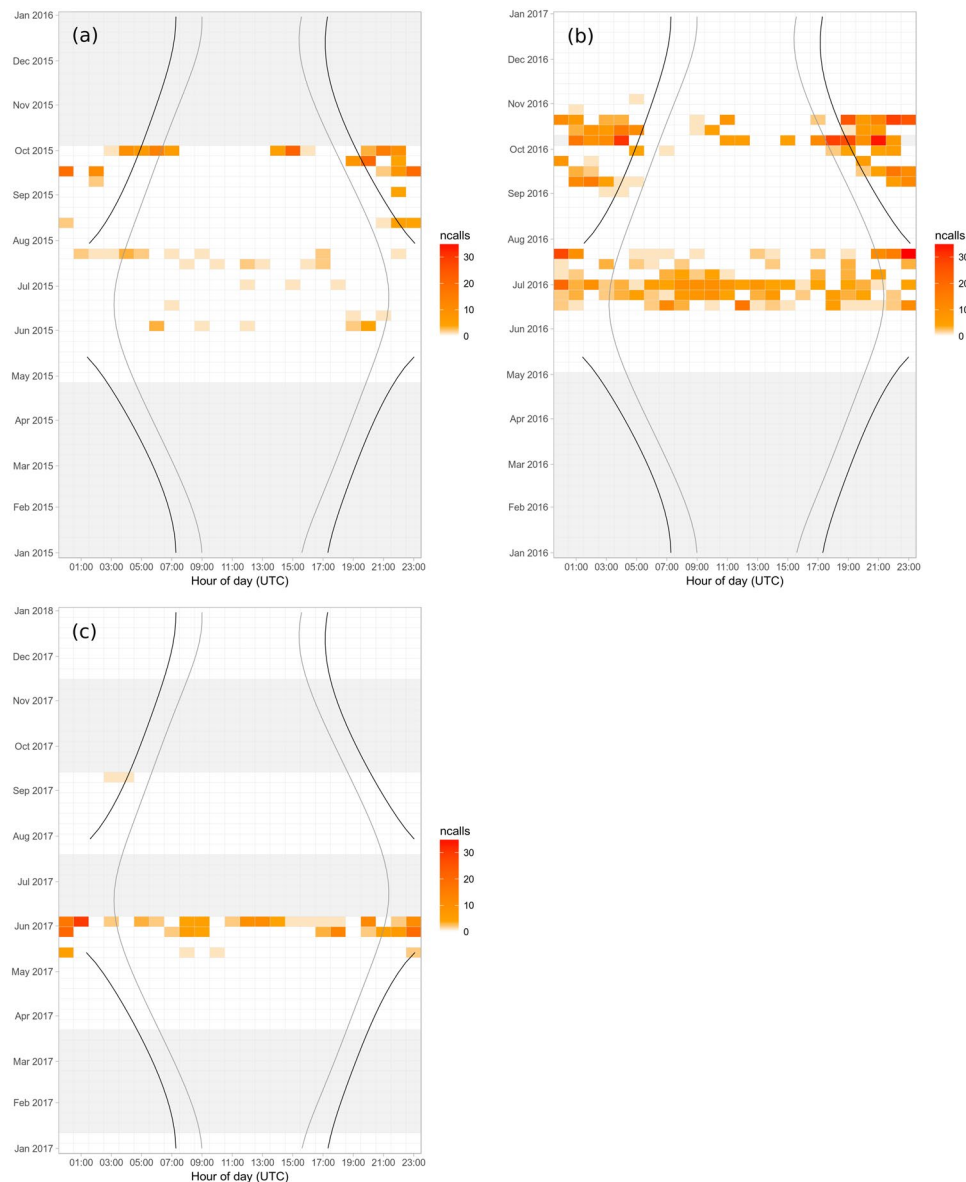 (a)
Jan 2016
Dec 2015
Nov 2015
Oct 2015
Sep 2015
Aug 2015
Jul 2015
Jun 2015
May 2015
Apr 2015
Mar 2015
Feb 2015
Jan 2015
01:00 03:00 05:00 07:00 09:00 11:00 13:00 15:00 17:00 19:00 21:00 23:00
Hour of day (UTC)
ncalls
30
20
10
0
(b)
Jan 2017
Dec 2016
Nov 2016
Oct 2016
Sep 2016
Aug 2016
Jul 2016
Jun 2016
May 2016
Apr 2016
Mar 2016
Feb 2016
Jan 2016
01:00 03:00 05:00 07:00 09:00 11:00 13:00 15:00 17:00 19:00 21:00 23:00
Hour of day (UTC)
ncalls
30
20
10
0
(c)
Jan 2018
Dec 2017
Nov 2017
Oct 2017
Sep 2017
Aug 2017
Jul 2017
Jun 2017
May 2017
Apr 2017
Mar 2017
Feb 2017
Jan 2017
01:00 03:00 05:00 07:00 09:00 11:00 13:00 15:00 17:00 19:00 21:00 23:00
Hour of day (UTC)
ncalls
30
20
10
0